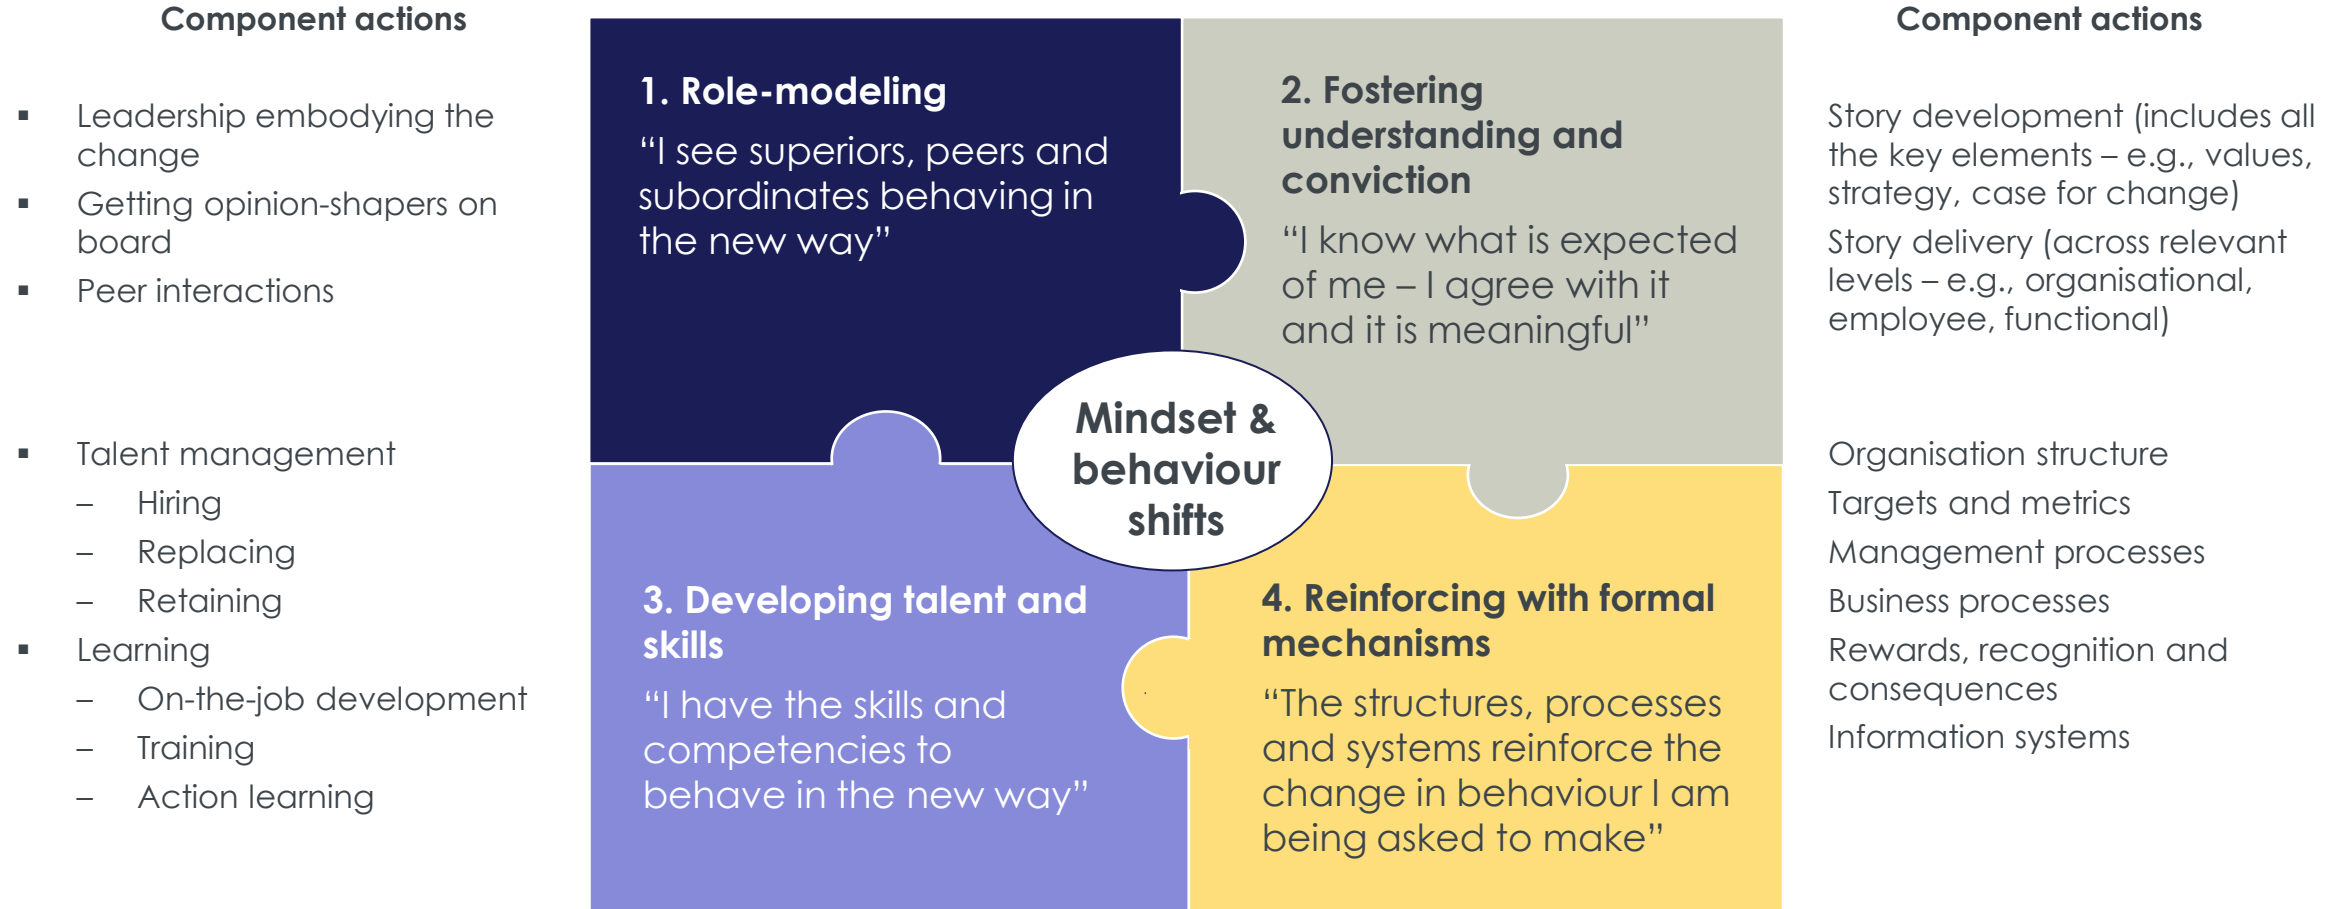 Component actions
▪ Leadership embodying the
change
▪ Getting opinion-shapers on
board
▪ Peer interactions
▪ Talent management
– Hiring
– Replacing
– Retaining
▪ Learning
– On-the-job development
– Training
– Action learning
1. Role-modeling
“I see superiors, peers and
subordinates behaving in
the new way”
2. Fostering
understanding and
conviction
“I know what is expected
of me – I agree with it
and it is meaningful”
Mindset &
behaviour
shifts
3. Developing talent and
skills
“I have the skills and
competencies to
behave in the new way”
4. Reinforcing with formal
mechanisms
“The structures, processes
and systems reinforce the
change in behaviour I am
being asked to make”
Component actions
Story development (includes all
the key elements – e.g., values,
strategy, case for change)
Story delivery (across relevant
levels – e.g., organisational,
employee, functional)
Organisation structure
Targets and metrics
Management processes
Business processes
Rewards, recognition and
consequences
Information systems